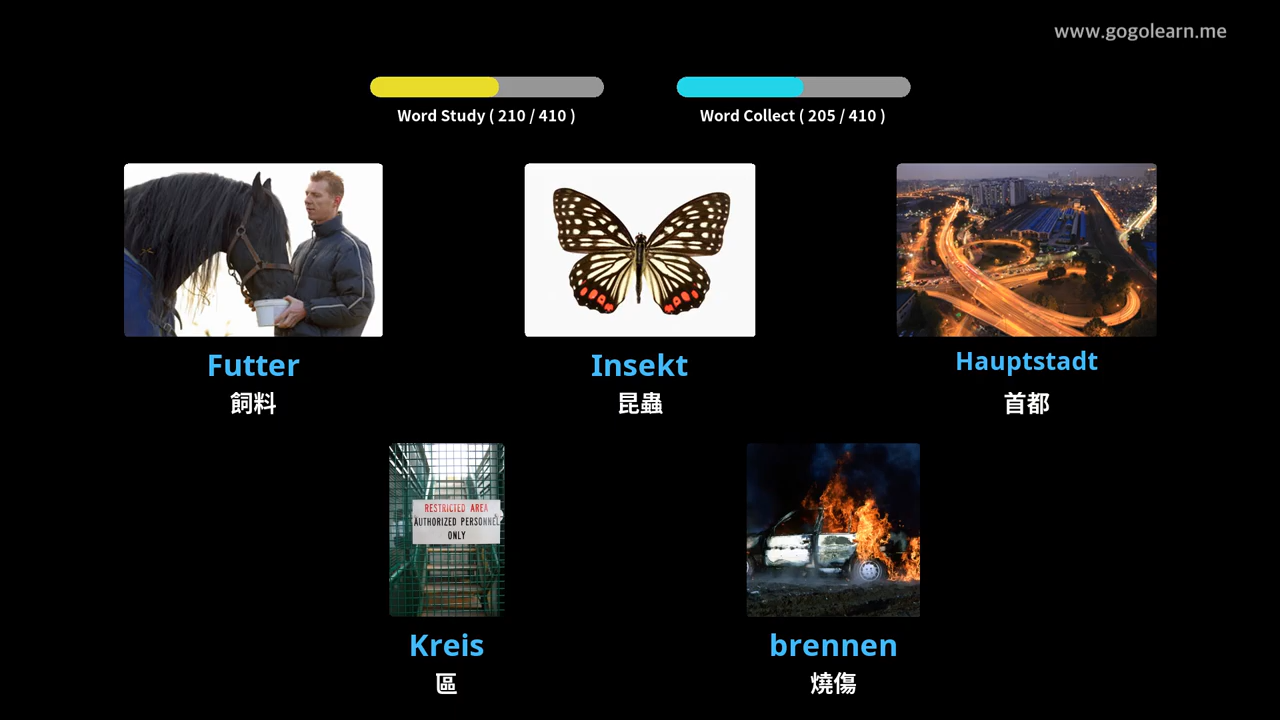 www.gogolearn.me
Word Study ( 210 / 410 )
Word Collect ( 205 / 410 )
Futter
飼料
Insekt
昆蟲
Hauptstadt
首都
RESTRICTED AREA
AUTHORIZED PERSONNEL
ONLY
Kreis
區
brennen
燒傷